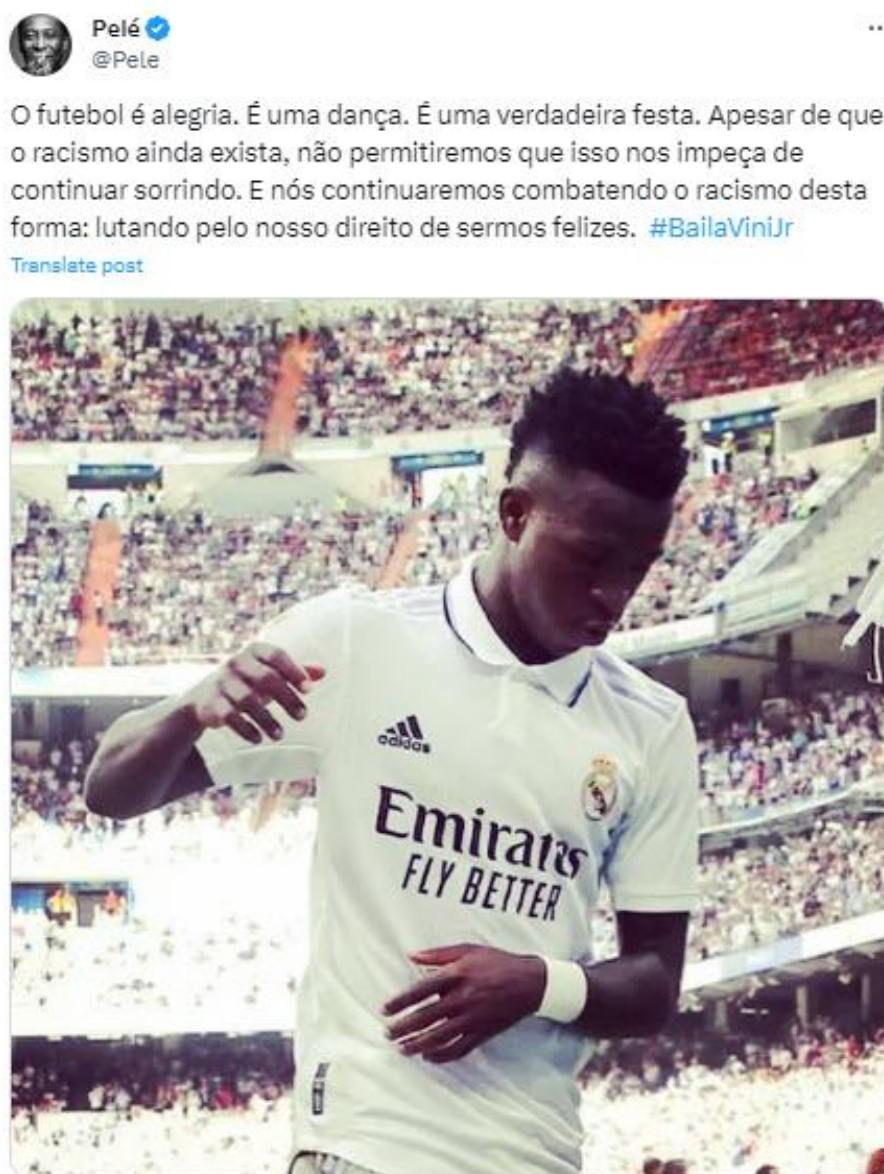 Pelé
@Pele
O futebol é alegria. É uma dança. É uma verdadeira festa. Apesar de que
o racismo ainda exista, não permitiremos que isso nos impeça de
continuar sorrindo. E nós continuaremos combatendo o racismo desta
forma: lutando pelo nosso direito de sermos felizes. #BailaViniJr
Translate post
adidas
Emirates
FLY BETTER